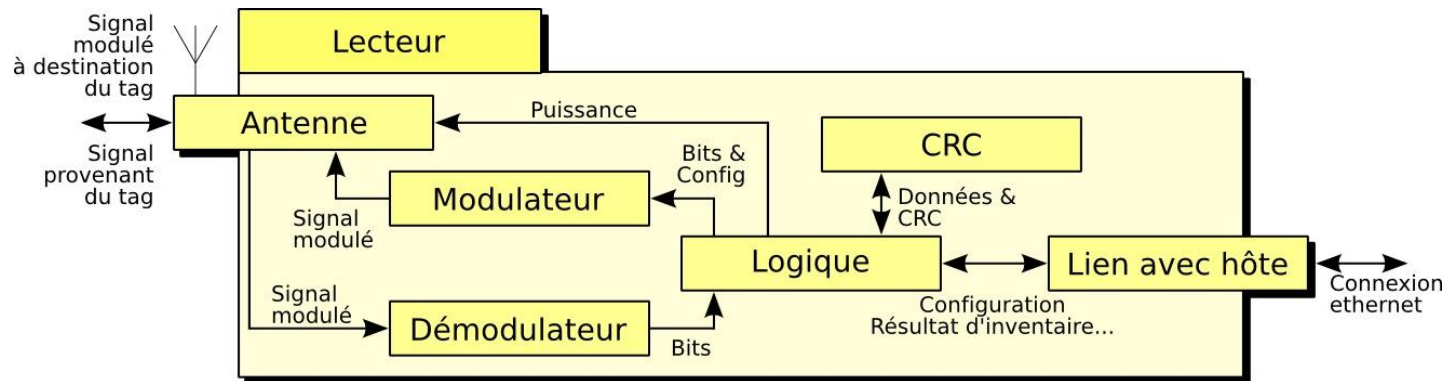 Signal
modulé
à destination
du tag
Lecteur
Antenne
Puissance
CRC
Signal
provenant
du tag
Bits &
Config
Modulateur
Données &
CRC
Signal
modulé
Logique
Lien avec hôte
Connexion
ethernet
Signal
modulé
Démodulateur
Bits
Configuration
Résultat d'inventaire...